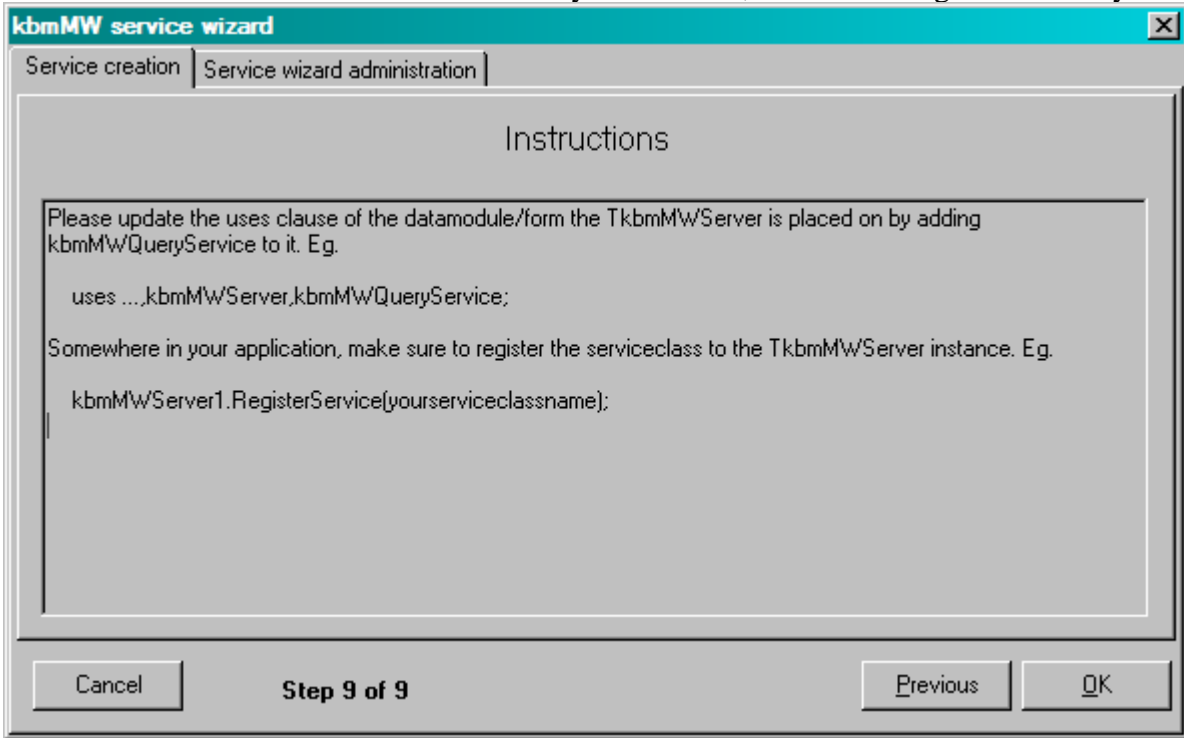 kbmMW service wizard
Service creation
Service wizard administration
Instructions
Please update the uses clause of the datamodule/form the TkbmMWServer is placed on by adding
kbmMWQueryService to it. Eg.
uses ...,kbmMWServer,kbmMWQueryService;
Somewhere in your application, make sure to register the serviceclass to the TkbmMWServer instance. Eg.
kbmMWServer1.RegisterService(yourserviceclassname);
Cancel
Step 9 of 9
Previous
OK